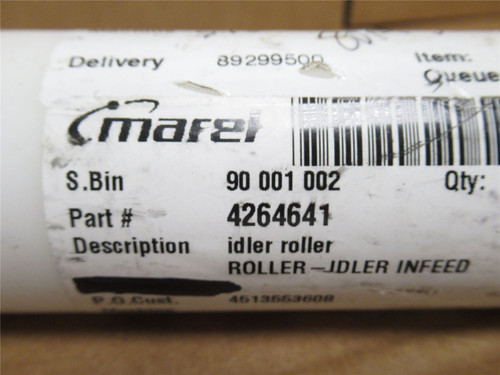 Delivery 89299500 Item:
Queue
marel
S.Bin 90 001 002 Qty:
Part # 4264641
Description idler roller
ROLLER-IDLER INFEED
P.O.Cust. 4513553608